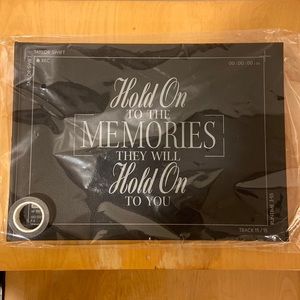 TAYLOR SWIFT
REC
00:00:00
Hold On
TO THE
MEMORIES
THEY WILL
Hold On
TO YOU
TRACK 15 / 15